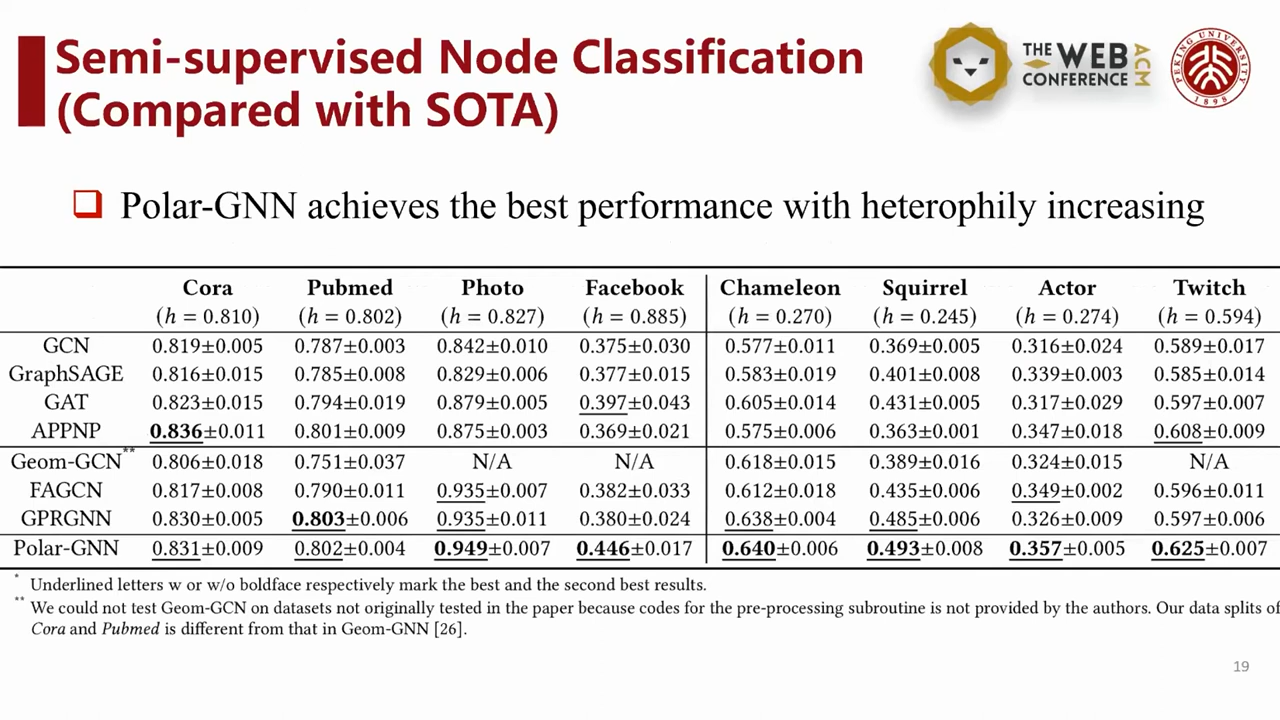 Semi-supervised Node Classification
(Compared with SOTA)
THE WEB CONFERENCE ACM
PEKING UNIVERSITY 1898
❑ Polar-GNN achieves the best performance with heterophily increasing
Cora Pubmed Photo Facebook Chameleon Squirrel Actor Twitch
(h = 0.810) (h = 0.802) (h = 0.827) (h = 0.885) (h = 0.270) (h = 0.245) (h = 0.274) (h = 0.594)
GCN 0.819±0.005 0.787±0.003 0.842±0.010 0.375±0.030 0.577±0.011 0.369±0.005 0.316±0.024 0.589±0.017
GraphSAGE 0.816±0.015 0.785±0.008 0.829±0.006 0.377±0.015 0.583±0.019 0.401±0.008 0.339±0.003 0.585±0.014
GAT 0.823±0.015 0.794±0.019 0.879±0.005 0.397±0.043 0.605±0.014 0.431±0.005 0.317±0.029 0.597±0.007
APPNP 0.836±0.011 0.801±0.009 0.875±0.003 0.369±0.021 0.575±0.006 0.363±0.001 0.347±0.018 0.608±0.009
Geom-GCN** 0.806±0.018 0.751±0.037 N/A N/A 0.618±0.015 0.389±0.016 0.324±0.015 N/A
FAGCN 0.817±0.008 0.790±0.011 0.935±0.007 0.382±0.033 0.612±0.018 0.435±0.006 0.349±0.002 0.596±0.011
GPRGNN 0.830±0.005 0.803±0.006 0.935±0.011 0.380±0.024 0.638±0.004 0.485±0.006 0.326±0.009 0.597±0.006
Polar-GNN 0.831±0.009 0.802±0.004 0.949±0.007 0.446±0.017 0.640±0.006 0.493±0.008 0.357±0.005 0.625±0.007
* Underlined letters w or w/o boldface respectively mark the best and the second best results.
** We could not test Geom-GCN on datasets not originally tested in the paper because codes for the pre-processing subroutine is not provided by the authors. Our data splits of
Cora and Pubmed is different from that in Geom-GNN [26].
19